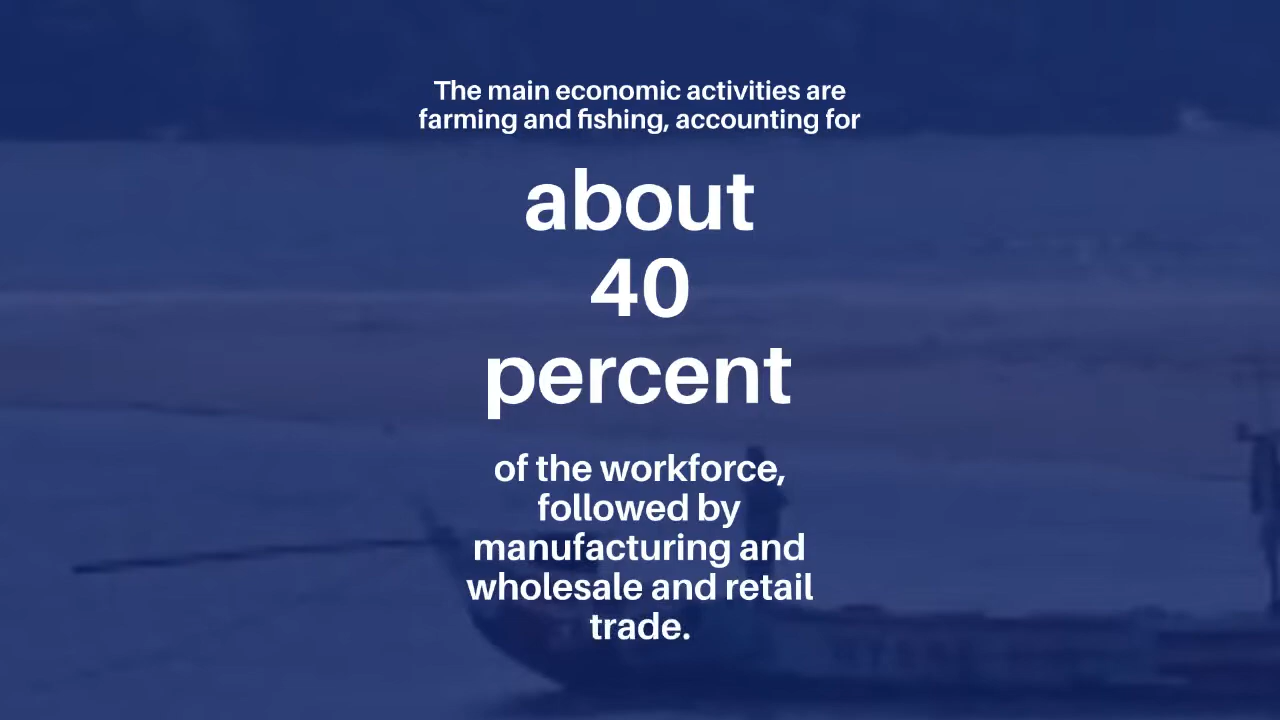 The main economic activities are
farming and fishing, accounting for
about
40
percent
of the workforce,
followed by
manufacturing and
wholesale and retail
trade.